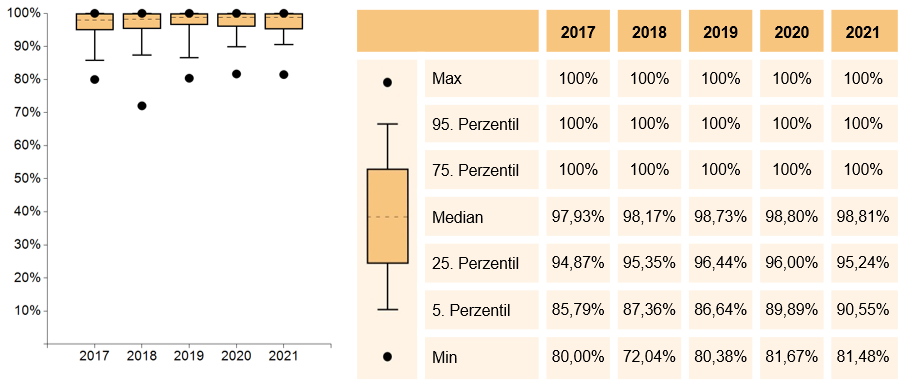 100%
90%
80%
70%
60%
50%
40%
30%
20%
10%
2017 2018 2019 2020 2021
2017 2018 2019 2020 2021
Max 100% 100% 100% 100% 100%
95. Perzentil 100% 100% 100% 100% 100%
75. Perzentil 100% 100% 100% 100% 100%
Median 97,93% 98,17% 98,73% 98,80% 98,81%
25. Perzentil 94,87% 95,35% 96,44% 96,00% 95,24%
5. Perzentil 85,79% 87,36% 86,64% 89,89% 90,55%
Min 80,00% 72,04% 80,38% 81,67% 81,48%